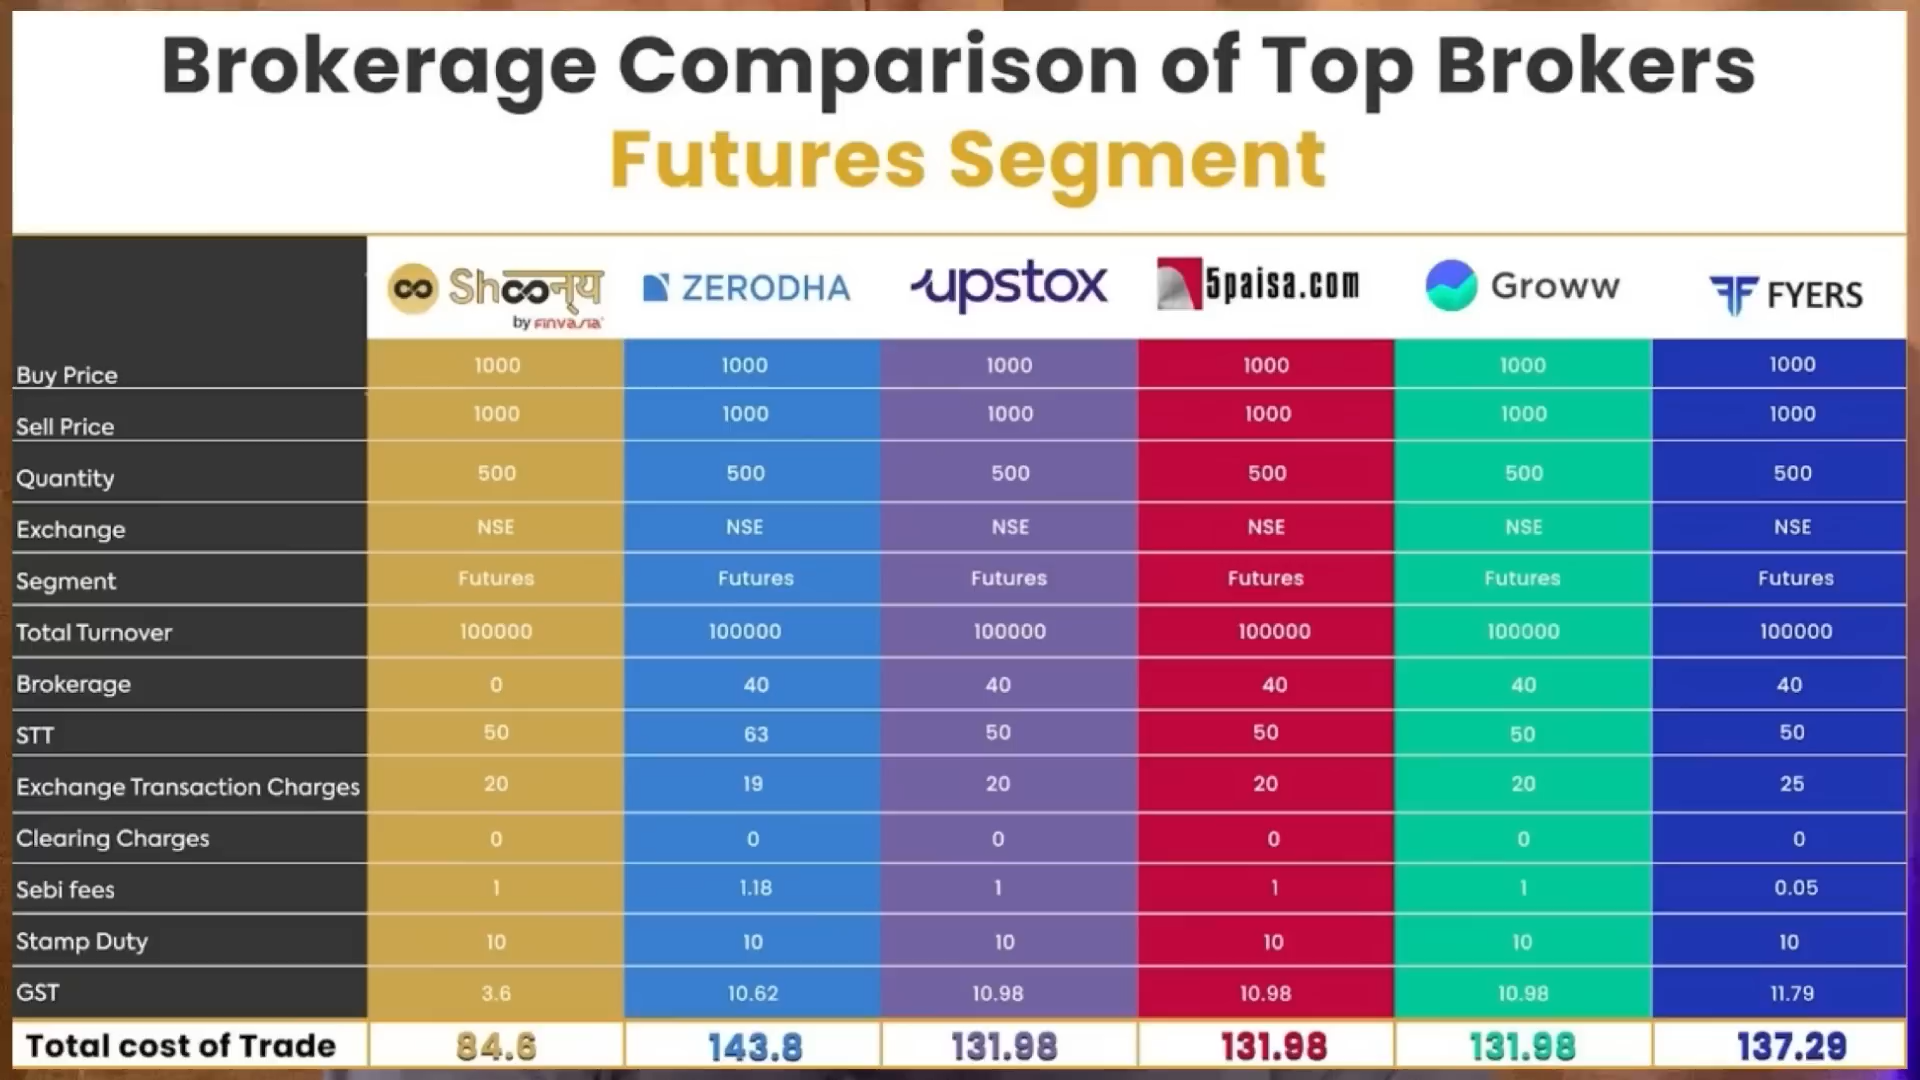 Brokerage Comparison of Top Brokers
Futures Segment
Shoonन्य by FINVASIA ZERODHA upstox 5paisa.com Groww FYERS
Buy Price 1000 1000 1000 1000 1000 1000
Sell Price 1000 1000 1000 1000 1000 1000
Quantity 500 500 500 500 500 500
Exchange NSE NSE NSE NSE NSE NSE
Segment Futures Futures Futures Futures Futures Futures
Total Turnover 100000 100000 100000 100000 100000 100000
Brokerage 0 40 40 40 40 40
STT 50 63 50 50 50 50
Exchange Transaction Charges 20 19 20 20 20 25
Clearing Charges 0 0 0 0 0 0
Sebi fees 1 1.18 1 1 1 0.05
Stamp Duty 10 10 10 10 10 10
GST 3.6 10.62 10.98 10.98 10.98 11.79
Total cost of Trade 84.6 143.8 131.98 131.98 131.98 137.29